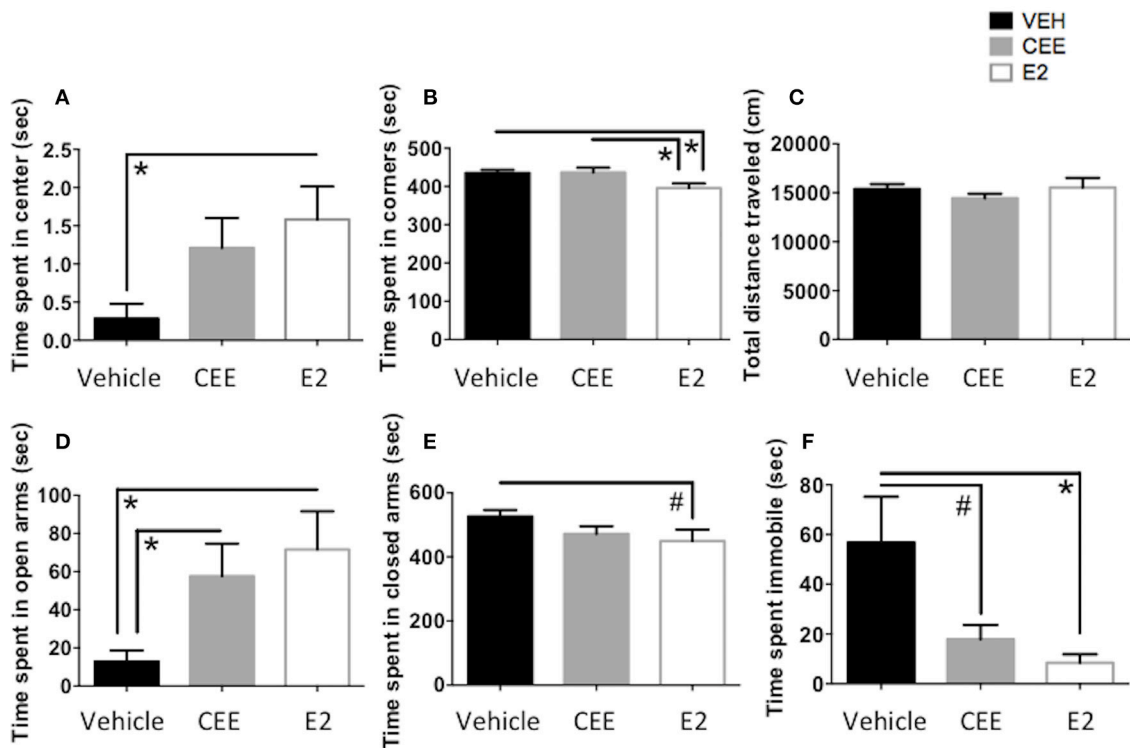 VEH
CEE
E2
A
Time spent in center (sec)
2.5
2.0
1.5
1.0
0.5
0.0
*
Vehicle CEE E2
B
Time spent in corners (sec)
500
400
300
200
100
0
* *
Vehicle CEE E2
C
Total distance traveled (cm)
20000
15000
10000
5000
0
Vehicle CEE E2
D
Time spent in open arms (sec)
100
80
60
40
20
0
*
*
Vehicle CEE E2
E
Time spent in closed arms (sec)
600
400
200
0
#
Vehicle CEE E2
F
Time spent immobile (sec)
80
60
40
20
0
# *
Vehicle CEE E2